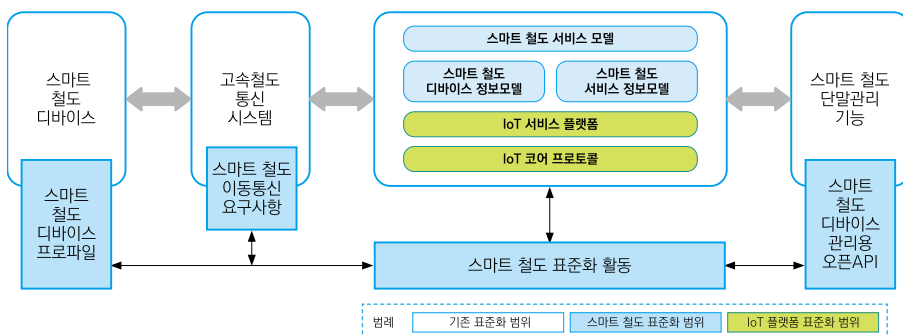 스마트
철도
디바이스
고속철도
통신
시스템
스마트 철도 서비스 모델
스마트 철도
디바이스 정보모델
스마트 철도
서비스 정보모델
IoT 서비스 플랫폼
IoT 코어 프로토콜
스마트 철도
단말관리
기능
스마트
철도
디바이스
프로파일
스마트 철도
이동통신
요구사항
스마트
철도
디바이스
관리용
오픈API
스마트 철도 표준화 활동
범례
기존 표준화 범위
스마트 철도 표준화 범위
IoT 플랫폼 표준화 범위